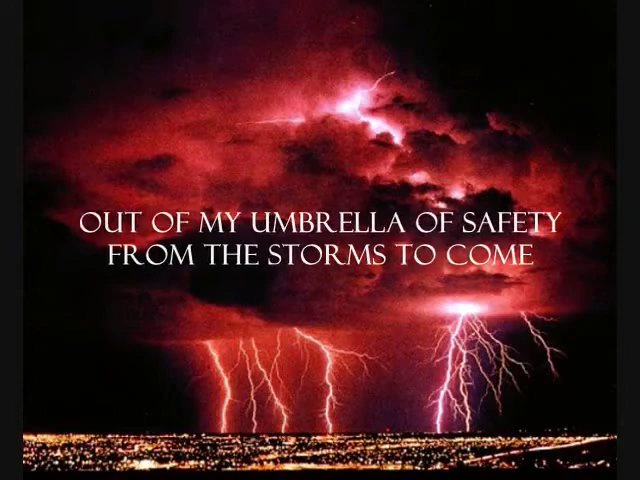 OUT OF MY UMBRELLA OF SAFETY
FROM THE STORMS TO COME